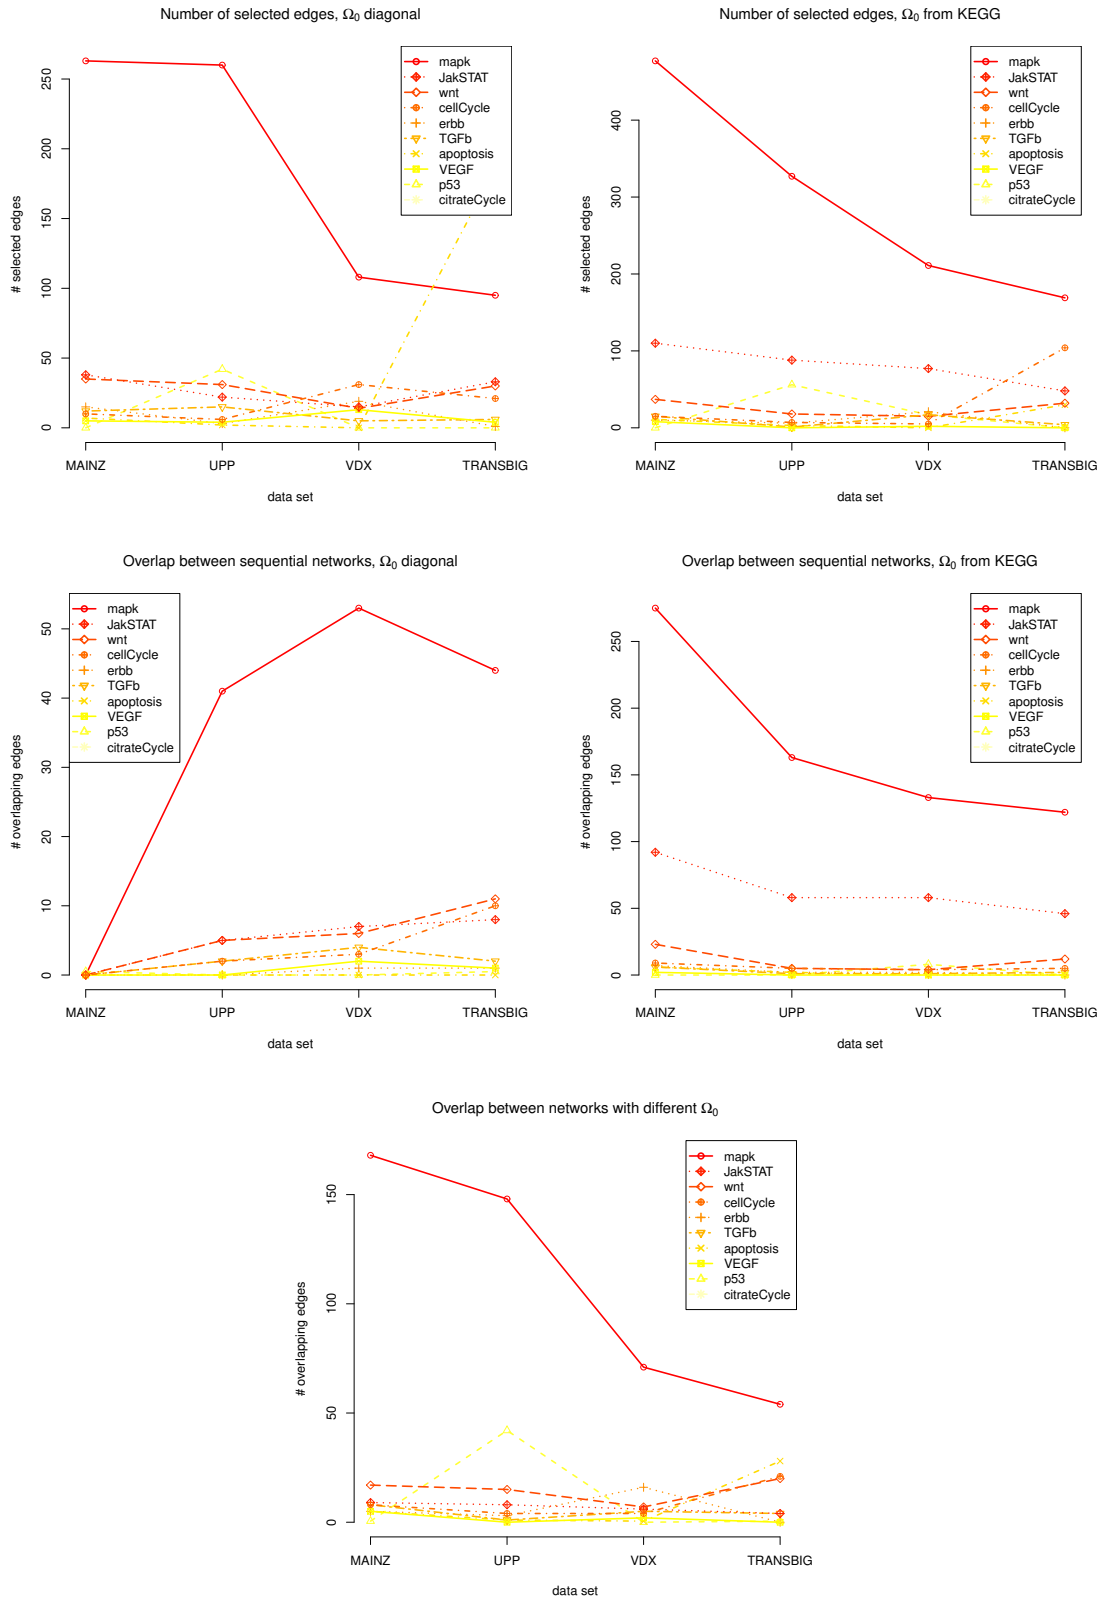 Number of selected edges, Ω₀ diagonal
# selected edges
250
200
150
100
50
0
mapk
JakSTAT
wnt
cellCycle
erbb
TGFb
apoptosis
VEGF
p53
citrateCycle
MAINZ UPP VDX TRANSBIG
data set
Number of selected edges, Ω₀ from KEGG
# selected edges
400
300
200
100
0
mapk
JakSTAT
wnt
cellCycle
erbb
TGFb
apoptosis
VEGF
p53
citrateCycle
MAINZ UPP VDX TRANSBIG
data set
Overlap between sequential networks, Ω₀ diagonal
# overlapping edges
50
40
30
20
10
0
mapk
JakSTAT
wnt
cellCycle
erbb
TGFb
apoptosis
VEGF
p53
citrateCycle
MAINZ UPP VDX TRANSBIG
data set
Overlap between sequential networks, Ω₀ from KEGG
# overlapping edges
250
200
150
100
50
0
mapk
JakSTAT
wnt
cellCycle
erbb
TGFb
apoptosis
VEGF
p53
citrateCycle
MAINZ UPP VDX TRANSBIG
data set
Overlap between networks with different Ω₀
# overlapping edges
150
100
50
0
mapk
JakSTAT
wnt
cellCycle
erbb
TGFb
apoptosis
VEGF
p53
citrateCycle
MAINZ UPP VDX TRANSBIG
data set